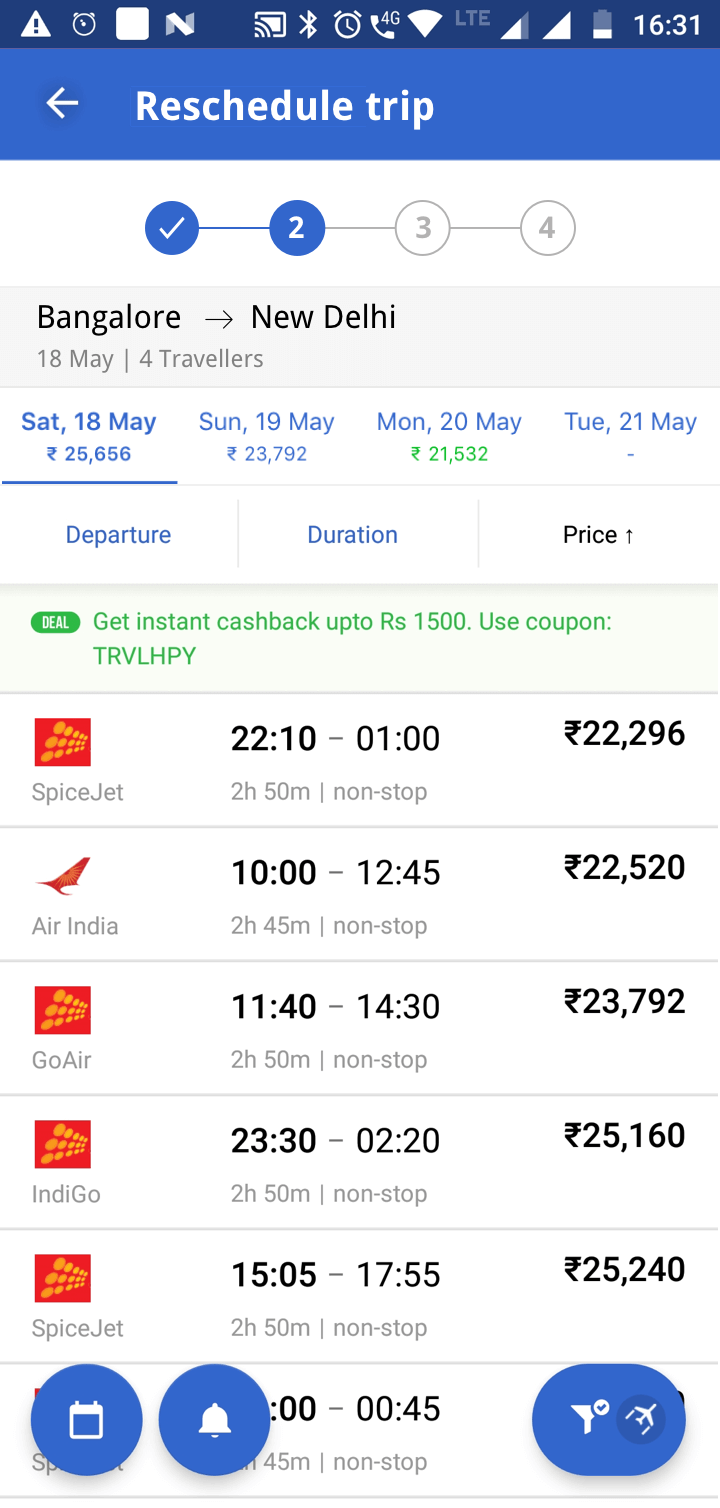 4G LTE 16:31
Reschedule trip
2 3 4
Bangalore → New Delhi
18 May | 4 Travellers
Sat, 18 May Sun, 19 May Mon, 20 May Tue, 21 May
₹ 25,656 ₹ 23,792 ₹ 21,532 -
Departure Duration Price ↑
DEAL Get instant cashback upto Rs 1500. Use coupon:
TRVLHPY
22:10 – 01:00 ₹22,296
SpiceJet 2h 50m | non-stop
10:00 – 12:45 ₹22,520
Air India 2h 45m | non-stop
11:40 – 14:30 ₹23,792
GoAir 2h 50m | non-stop
23:30 – 02:20 ₹25,160
IndiGo 2h 50m | non-stop
15:05 – 17:55 ₹25,240
SpiceJet 2h 50m | non-stop
:00 – 00:45
45m | non-stop